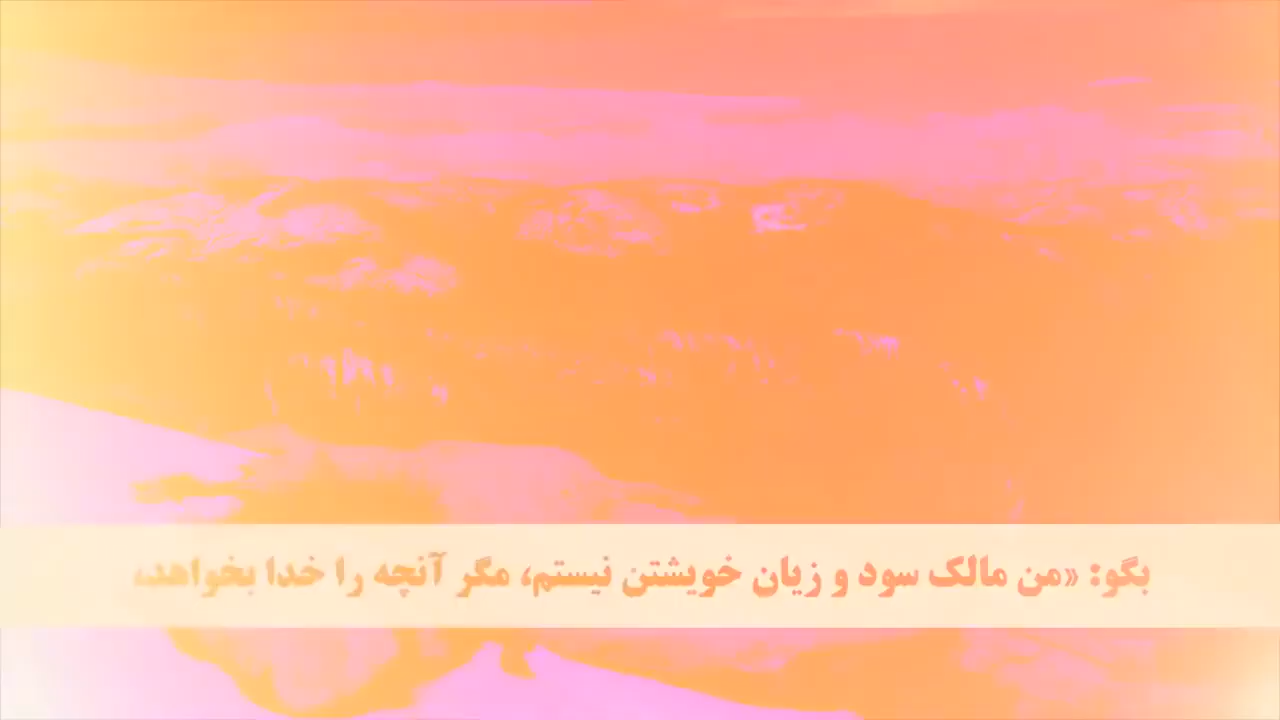 بگو: «من مالک سود و زیان خویشتن نیستم، مگر آنچه را خدا بخواهد،